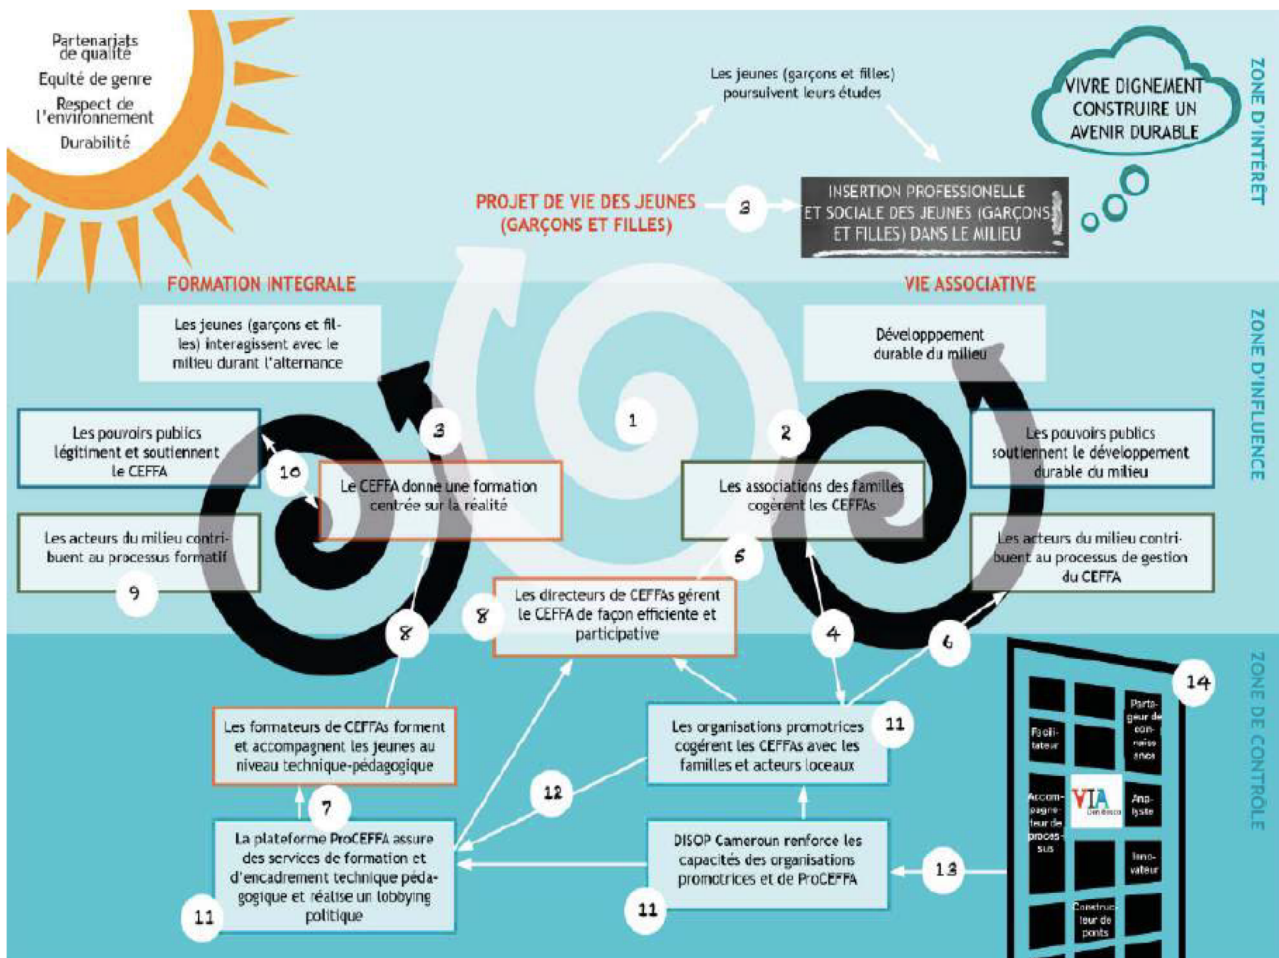 Partenariats
de qualité
Equité de genre
Respect de
l'environnement
Durabilité
Les jeunes (garçons et filles)
poursuivent leurs études
VIVRE DIGNEMENT
CONSTRUIRE UN
AVENIR DURABLE
ZONE D'INTÉRÊT
PROJET DE VIE DES JEUNES
(GARÇONS ET FILLES)
3
INSERTION PROFESSIONELLE
ET SOCIALE DES JEUNES (GARÇONS
ET FILLES) DANS LE MILIEU
FORMATION INTEGRALE
VIE ASSOCIATIVE
Les jeunes (garçons et fil-
les) interagissent avec le
milieu durant l'alternance
Développpement
durable du milieu
ZONE D'INFLUENCE
1
2
3
Les pouvoirs publics
légitiment et soutiennent
le CEFFA
10
Le CEFFA donne une formation
centrée sur la réalité
Les associations des familles
cogèrent les CEFFAs
Les pouvoirs publics
soutiennent le développement
durable du milieu
Les acteurs du milieu contri-
buent au processus formatif
9
Les acteurs du milieu contri-
buent au processus de gestion
du CEFFA
5
Les directeurs de CEFFAs gérent
le CEFFA de façon efficiente et
participative
8
8
4
6
ZONE DE CONTRÔLE
14
Les formateurs de CEFFAs forment
et accompagnent les jeunes au
niveau technique-pédagogique
Les organisations promotrices
cogérent les CEFFAs avec les
familles et acteurs loceaux
11
7
12
La plateforme ProCEFFA assure
des services de formation et
d'encadrement technique péda-
gogique et réalise un lobbying
politique
11
DISOP Cameroun renforce les
capacités des organisations
promotrices et de ProCEFFA
11
13
Parta-
geur de
con-
naiss
ance
Facili-
tateur
Accom-
pagne-
teur de
proces-
sus
VIA
Don Bosco
Ana-
lyste
Inno-
vateur
Construc-
teur de
ponts